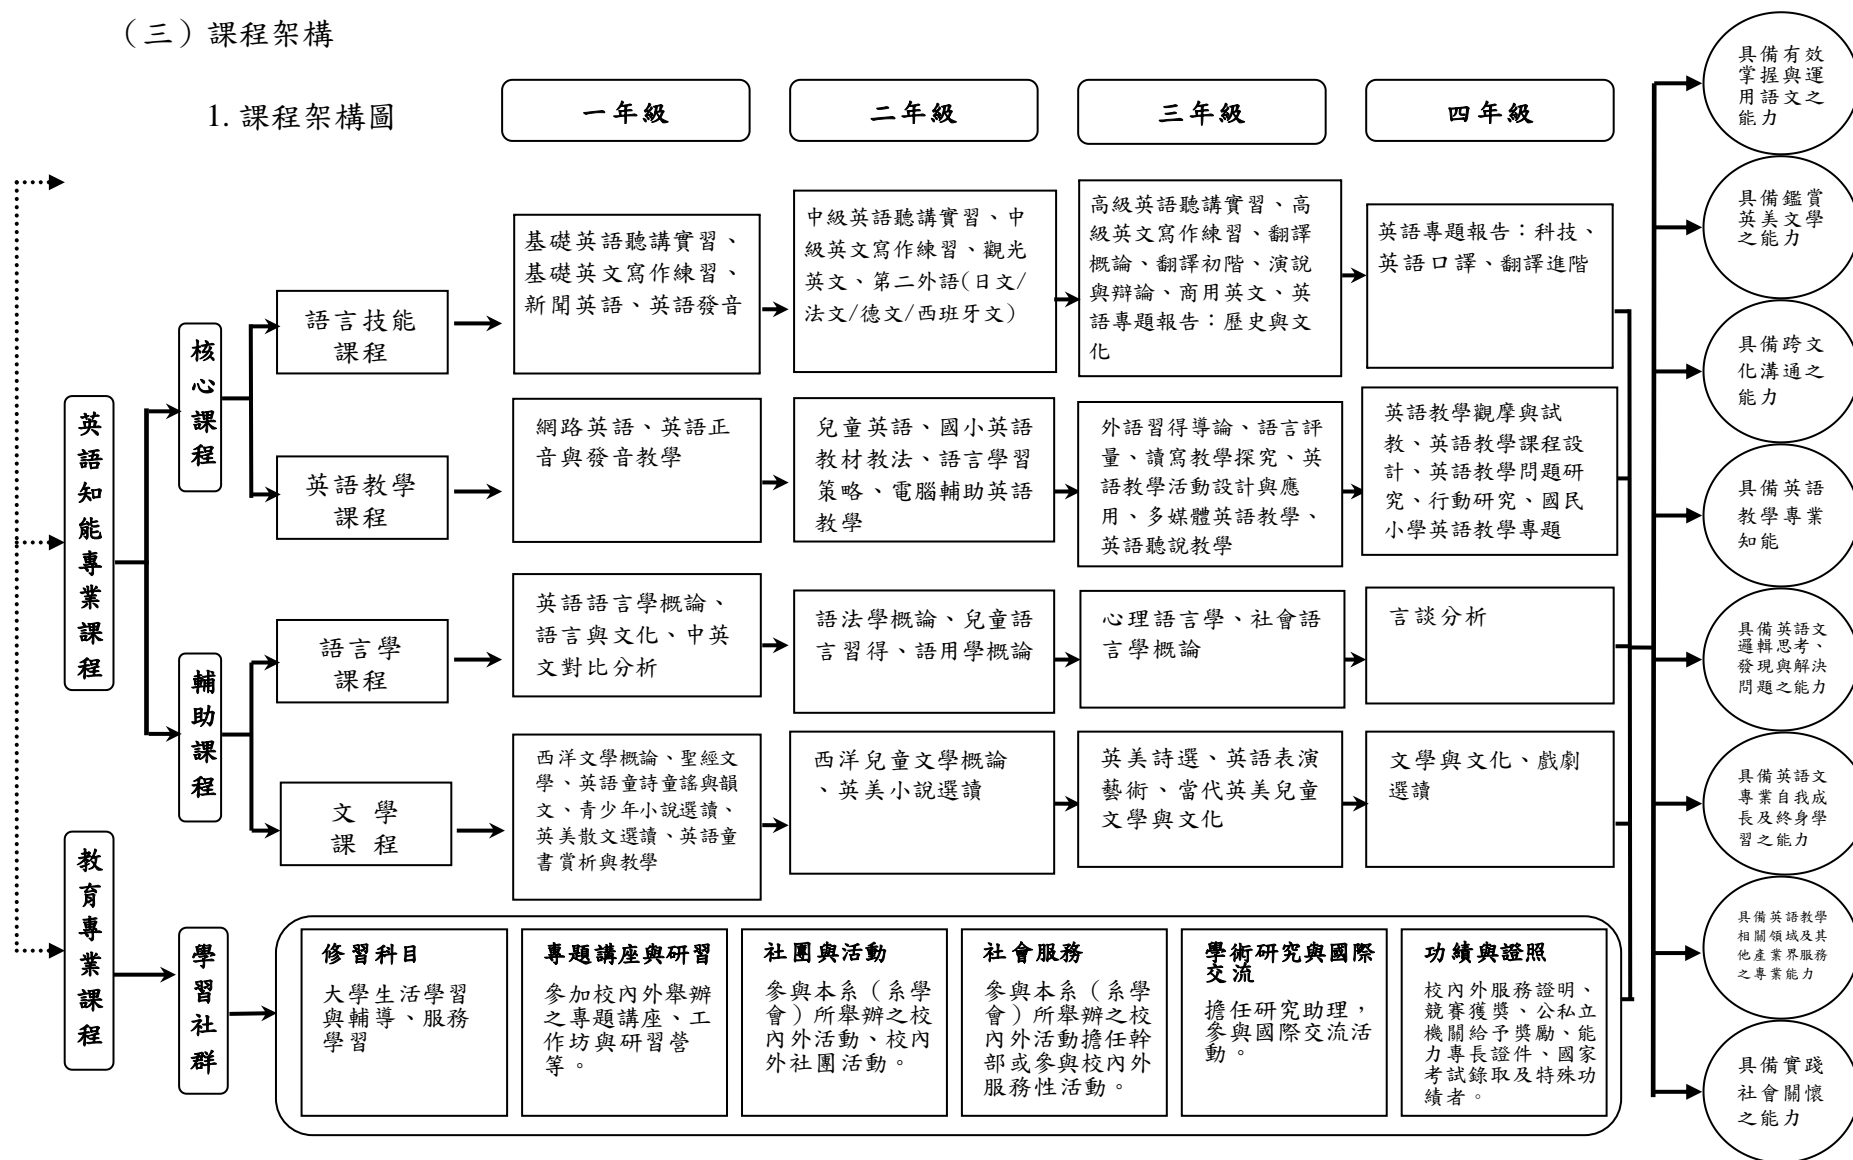 （三）課程架構
1. 課程架構圖
一年級
二年級
三年級
四年級
英語知能專業課程
核心課程
語言技能
課程
基礎英語聽講實習、
基礎英文寫作練習、
新聞英語、英語發音
中級英語聽講實習、中
級英文寫作練習、觀光
英文、第二外語(日文/
法文/德文/西班牙文)
高級英語聽講實習、高
級英文寫作練習、翻譯
概論、翻譯初階、演說
與辯論、商用英文、英
語專題報告：歷史與文
化
英語專題報告：科技、
英語口譯、翻譯進階
英語教學
課程
網路英語、英語正
音與發音教學
兒童英語、國小英語
教材教法、語言學習
策略、電腦輔助英語
教學
外語習得導論、語言評
量、讀寫教學探究、英
語教學活動設計與應
用、多媒體英語教學、
英語聽說教學
英語教學觀摩與試
教、英語教學課程設
計、英語教學問題研
究、行動研究、國民
小學英語教學專題
輔助課程
語言學
課程
英語語言學概論、
語言與文化、中英
文對比分析
語法學概論、兒童語
言習得、語用學概論
心理語言學、社會語
言學概論
言談分析
文 學
課 程
西洋文學概論、聖經文
學、英語童詩童謠與韻
文、青少年小說選讀、
英美散文選讀、英語童
書賞析與教學
西洋兒童文學概論
、英美小說選讀
英美詩選、英語表演
藝術、當代英美兒童
文學與文化
文學與文化、戲劇
選讀
教育專業課程
學習社群
修習科目
大學生活學習
與輔導、服務
學習
專題講座與研習
參加校內外舉辦
之專題講座、工
作坊與研習營
等。
社團與活動
參與本系（系學
會）所舉辦之校
內外活動、校內
外社團活動。
社會服務
參與本系（系學
會）所舉辦之校
內外活動擔任幹
部或參與校內外
服務性活動。
學術研究與國際
交流
擔任研究助理，
參與國際交流活
動。
功績與證照
校內外服務證明、
競賽獲獎、公私立
機關給予獎勵、能
力專長證件、國家
考試錄取及特殊功
績者。
具備有效
掌握與運
用語文之
能力
具備鑑賞
英美文學
之能力
具備跨文
化溝通之
能力
具備英語
教學專業
知能
具備英語文
邏輯思考、
發現與解決
問題之能力
具備英語文
專業自我成
長及終身學
習之能力
具備英語教學
相關領域及其
他產業界服務
之專業能力
具備實踐
社會關懷
之能力